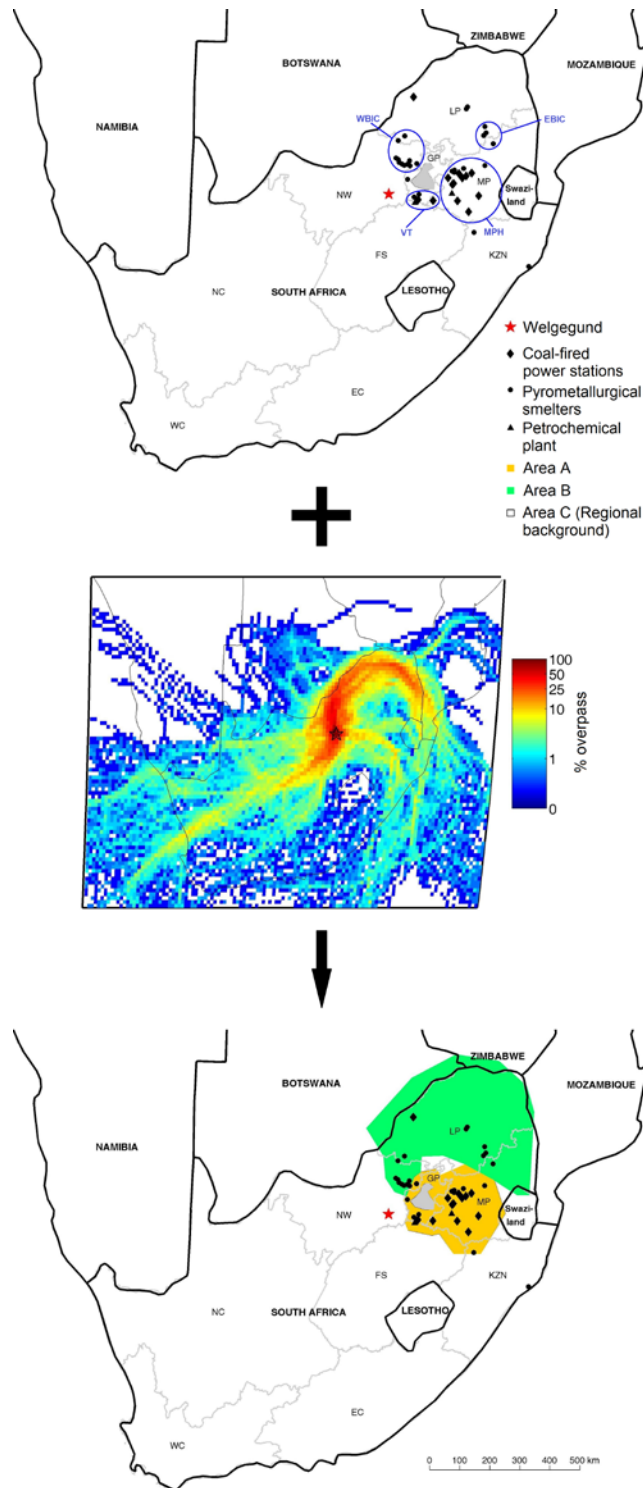 ZIMBABWE
BOTSWANA
MOZAMBIQUE
NAMIBIA
LP
WBIC
EBIC
GP
MP
NW
Swazi-
land
VT
MPH
FS
KZN
NC
SOUTH AFRICA
LESOTHO
EC
WC
Welgegund
Coal-fired
power stations
Pyrometallurgical
smelters
Petrochemical
plant
Area A
Area B
Area C (Regional
background)
100
50
25
10
5
1
0
% overpass
ZIMBABWE
BOTSWANA
MOZAMBIQUE
NAMIBIA
LP
GP
MP
NW
Swazi-
land
FS
KZN
NC
SOUTH AFRICA
LESOTHO
EC
WC
0 100 200 300 400 500 km